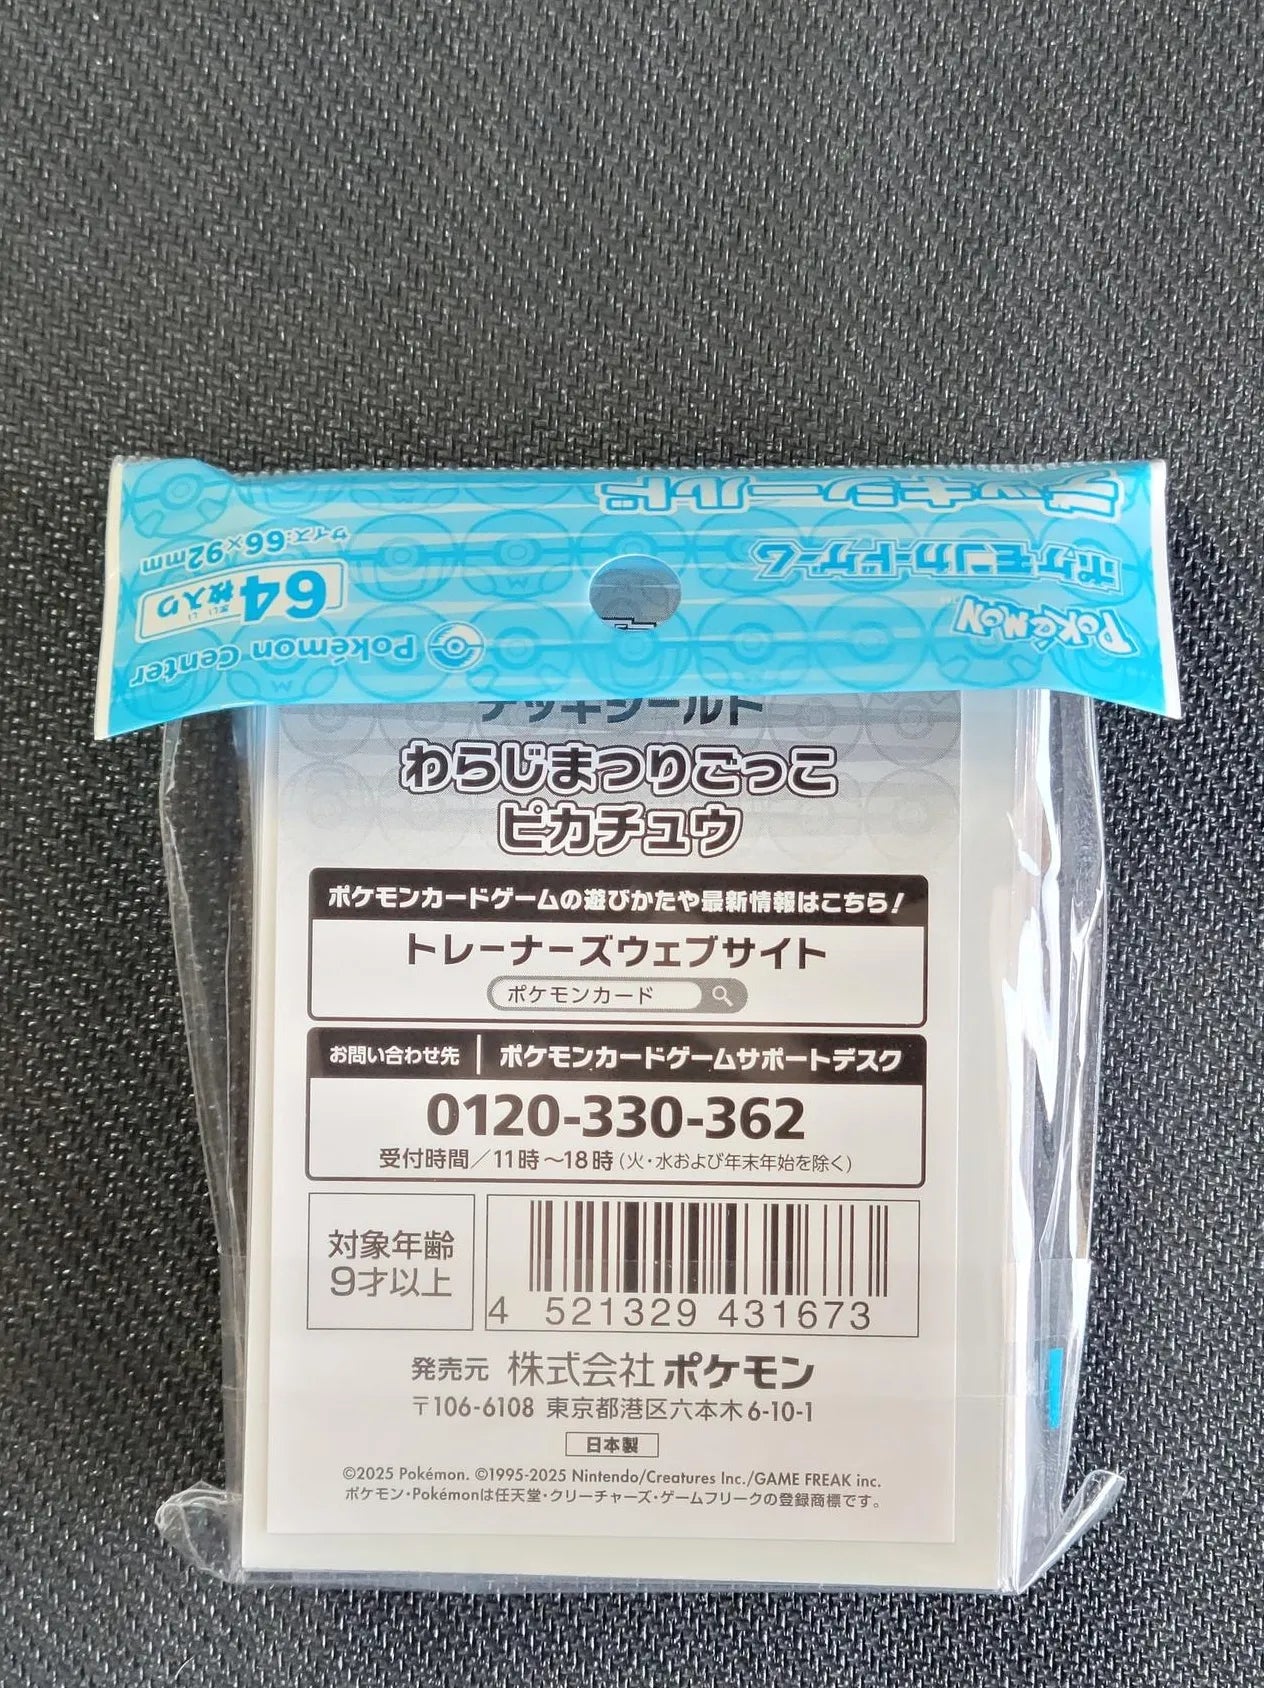 デッキシールド
ポケモンカードゲーム
POKÉMON
サイズ:66×92mm
64枚入り
まい い
Pokémon Center
デッキシールド
わらじまつりごっこ
ピカチュウ
ポケモンカードゲームの遊びかたや最新情報はこちら!
トレーナーズウェブサイト
ポケモンカード
お問い合わせ先 ポケモンカードゲームサポートデスク
0120-330-362
受付時間/11時~18時(火・水および年末年始を除く)
対象年齢
9才以上
4 521329 431673
発売元 株式会社ポケモン
〒106-6108 東京都港区六本木6-10-1
日本製
©2025 Pokémon. ©1995-2025 Nintendo/Creatures Inc./GAME FREAK inc.
ポケモン・Pokémonは任天堂・クリーチャーズ・ゲームフリークの登録商標です。